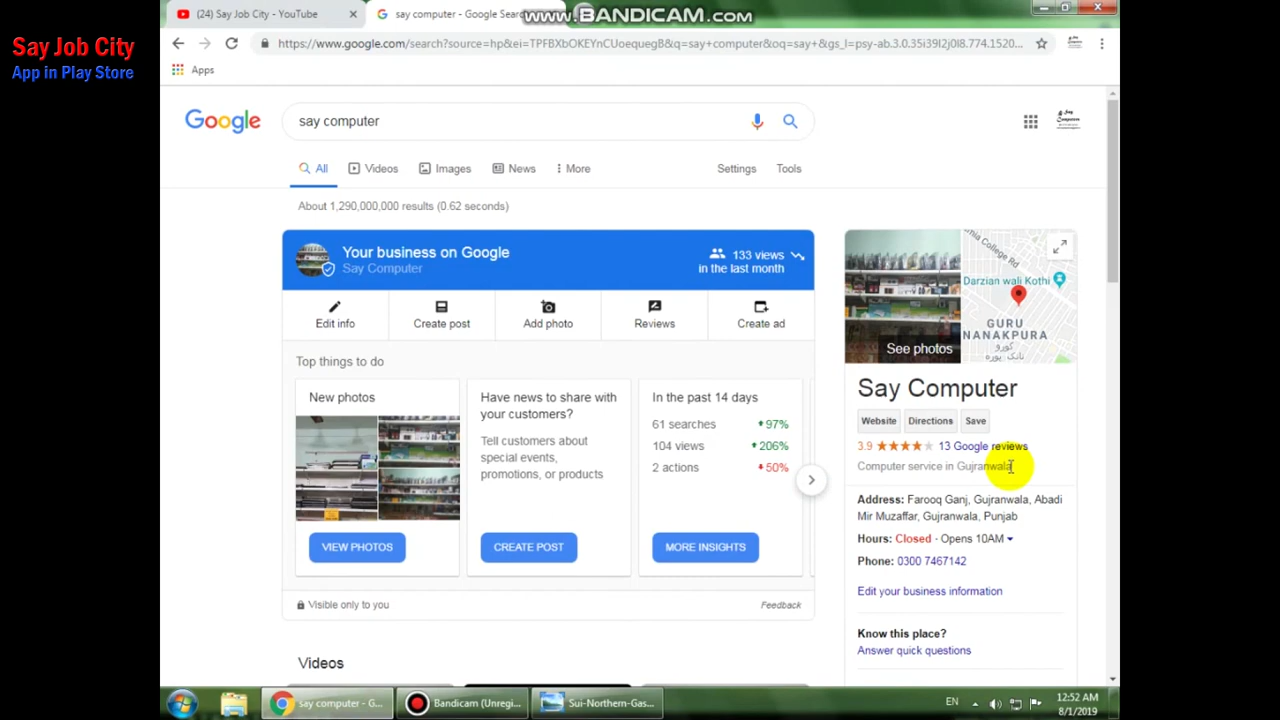 (24) Say Job City - YouTube
say computer - Google Sear
www.BANDICAM.com
Say Job City
App in Play Store
https://www.google.com/search?source=hp&ei=TPFBXbOKEYnCUoequegB&q=say+computer&oq=say+&gs_l=psy-ab.3.0.35i39l2j0l8.774.1520...
Apps
Google
say computer
All
Videos
Images
News
More
Settings
Tools
About 1,290,000,000 results (0.62 seconds)
Your business on Google
Say Computer
133 views
in the last month
Edit info
Create post
Add photo
Reviews
Create ad
Top things to do
New photos
VIEW PHOTOS
Have news to share with
your customers?
Tell customers about
special events,
promotions, or products
CREATE POST
In the past 14 days
61 searches 97%
104 views 206%
2 actions 50%
MORE INSIGHTS
Visible only to you
Feedback
Videos
College Rd
Darzian wali Kothi
GURU
NANAKPURA
گورو
نانک پورہ
See photos
Say Computer
Website
Directions
Save
3.9
13 Google reviews
Computer service in Gujranwala
Address: Farooq Ganj, Gujranwala, Abadi
Mir Muzaffar, Gujranwala, Punjab
Hours: Closed · Opens 10AM
Phone: 0300 7467142
Edit your business information
Know this place?
Answer quick questions
say computer - G...
Bandicam (Unregi...
Sui-Northern-Gas...
EN
12:52 AM
8/1/2019